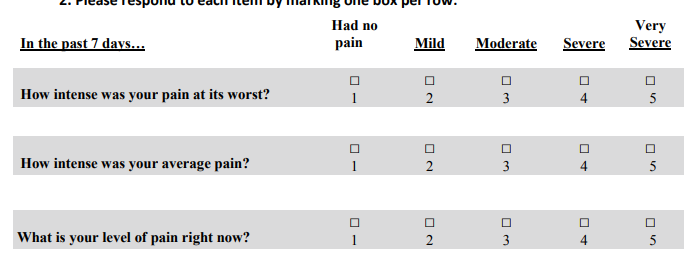 2. Please respond to each item by marking one box per row.
Had no pain
In the past 7 days… Mild Moderate Severe Very Severe
How intense was your pain at its worst? □ 1 □ 2 □ 3 □ 4 □ 5
How intense was your average pain? □ 1 □ 2 □ 3 □ 4 □ 5
What is your level of pain right now? □ 1 □ 2 □ 3 □ 4 □ 5